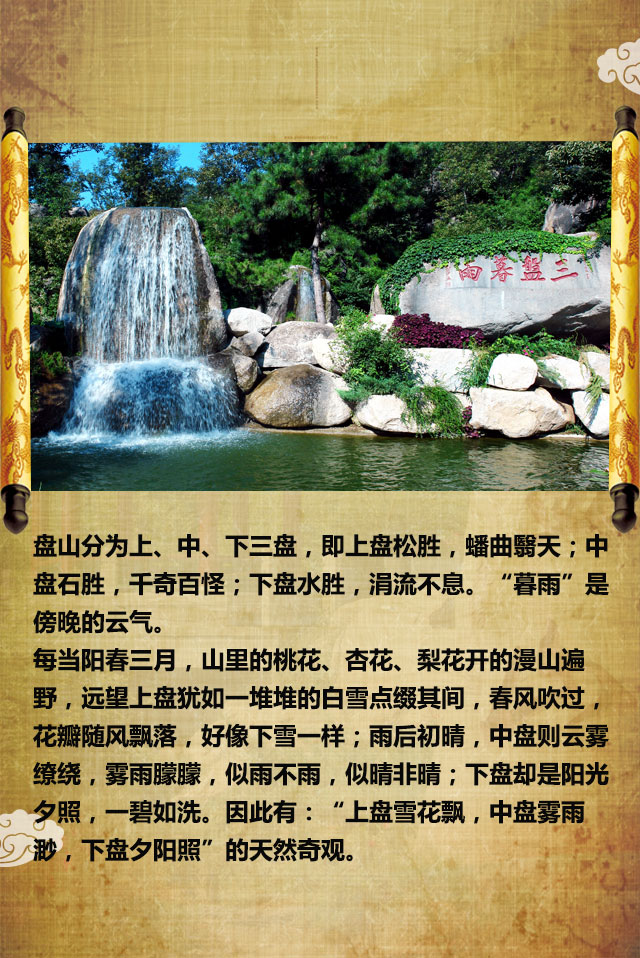 三盤暮雨
盘山分为上、中、下三盘，即上盘松胜，蟠曲翳天；中
盘石胜，千奇百怪；下盘水胜，涓流不息。“暮雨”是
傍晚的云气。
每当阳春三月，山里的桃花、杏花、梨花开的漫山遍
野，远望上盘犹如一堆堆的白雪点缀其间，春风吹过，
花瓣随风飘落，好像下雪一样；雨后初晴，中盘则云雾
缭绕，雾雨朦朦，似雨不雨，似晴非晴；下盘却是阳光
夕照，一碧如洗。因此有：“上盘雪花飘，中盘雾雨
渺，下盘夕阳照”的天然奇观。